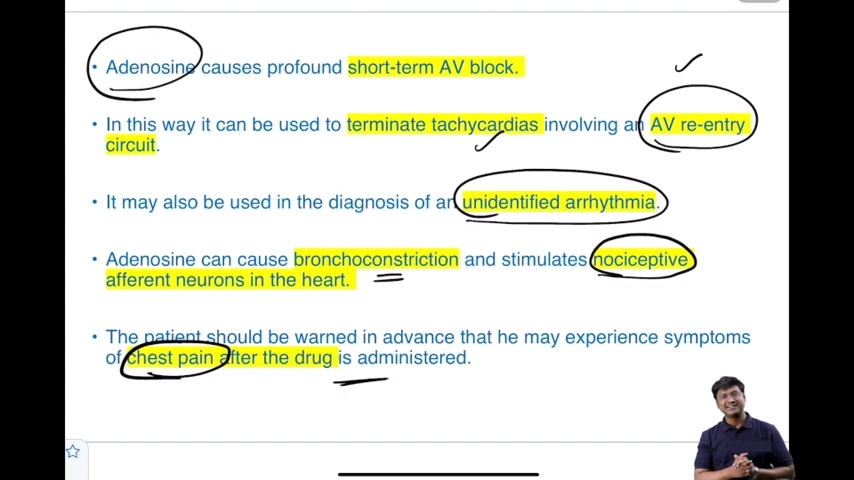 • Adenosine causes profound short-term AV block.
• In this way it can be used to terminate tachycardias involving an AV re-entry
circuit.
• It may also be used in the diagnosis of an unidentified arrhythmia.
• Adenosine can cause bronchoconstriction and stimulates nociceptive
afferent neurons in the heart.
• The patient should be warned in advance that he may experience symptoms
of chest pain after the drug is administered.